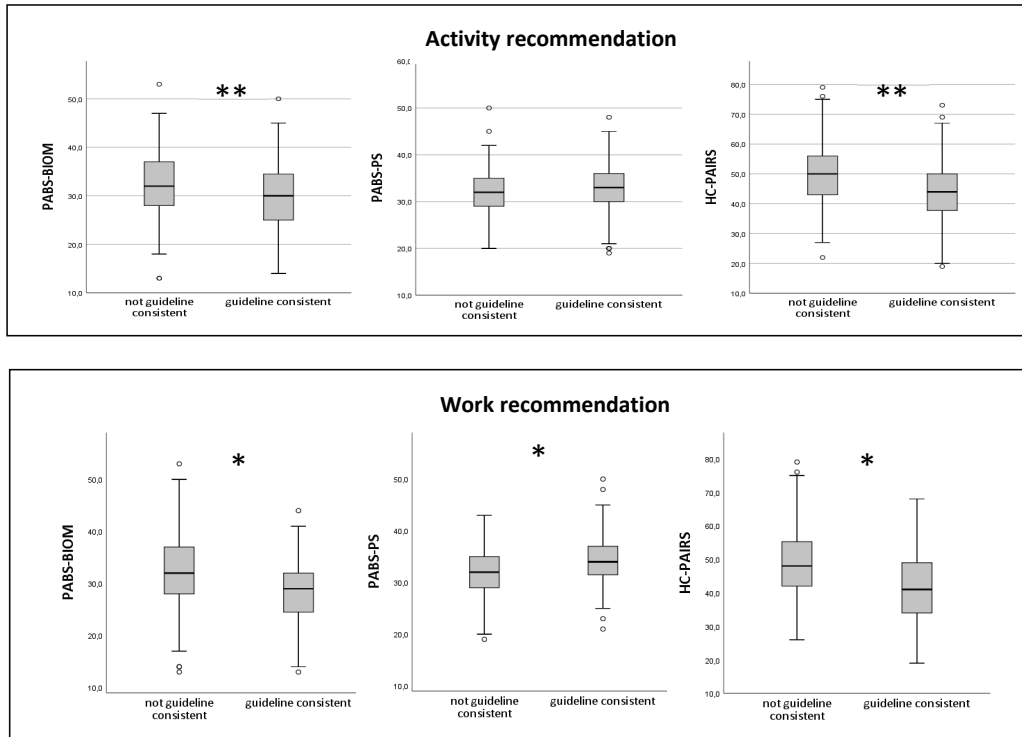 Activity recommendation
PABS-BIOM
50,0
40,0
30,0
20,0
10,0
**
not guideline
consistent
guideline consistent
PABS-PS
60,0
50,0
40,0
30,0
20,0
10,0
not guideline
consistent
guideline consistent
HC-PAIRS
80,0
70,0
60,0
50,0
40,0
30,0
20,0
10,0
**
not guideline
consistent
guideline consistent
Work recommendation
PABS-BIOM
50,0
40,0
30,0
20,0
10,0
*
not guideline
consistent
guideline consistent
PABS-PS
50,0
40,0
30,0
20,0
10,0
*
not guideline
consistent
guideline consistent
HC-PAIRS
80,0
70,0
60,0
50,0
40,0
30,0
20,0
10,0
*
not guideline
consistent
guideline consistent